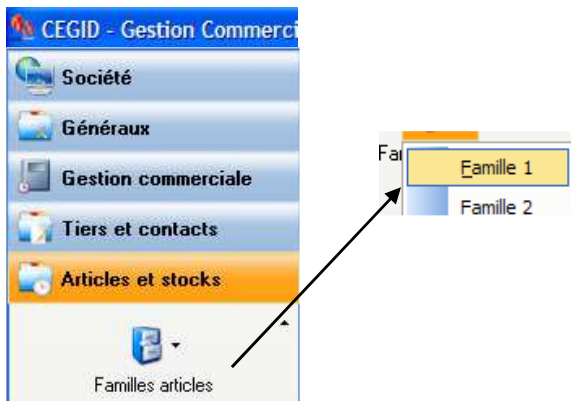 CEGID - Gestion Commerci
Société
Généraux
Gestion commerciale
Tiers et contacts
Articles et stocks
Familles articles
Fa
Famille 1
Famille 2